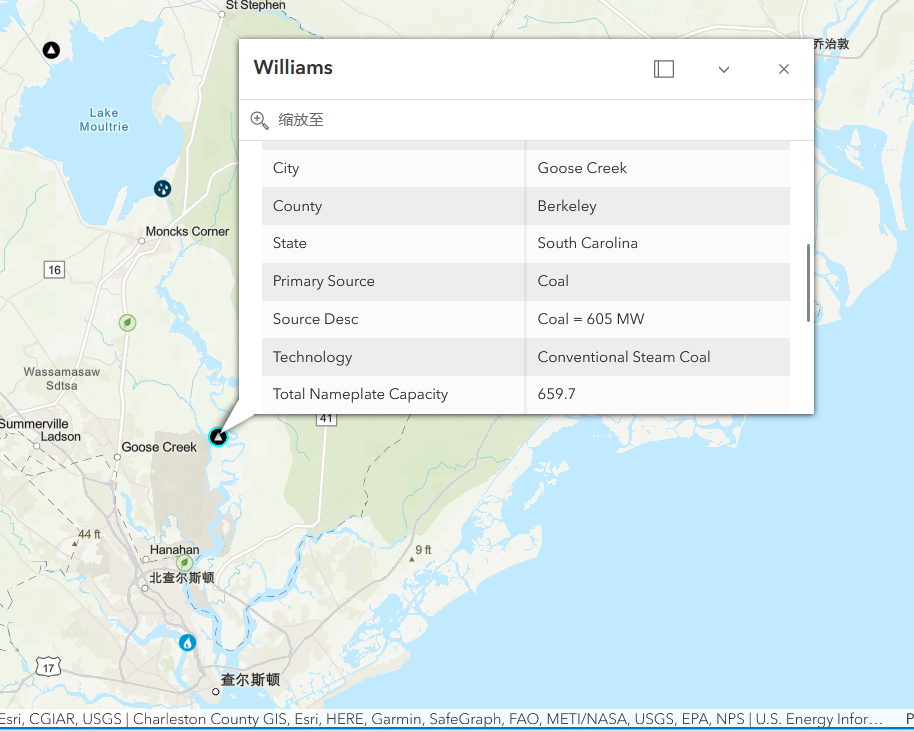 St Stephen
乔治敦
Williams
Lake
Moultrie
缩放至
City Goose Creek
County Berkeley
Moncks Corner
State South Carolina
16
Primary Source Coal
Source Desc Coal = 605 MW
Technology Conventional Steam Coal
Wassamasaw
Sdtsa
Total Nameplate Capacity 659.7
41
Summerville
Ladson
Goose Creek
44 ft
Hanahan
9 ft
北查尔斯顿
17
查尔斯顿
Esri, CGIAR, USGS | Charleston County GIS, Esri, HERE, Garmin, SafeGraph, FAO, METI/NASA, USGS, EPA, NPS | U.S. Energy Infor… P